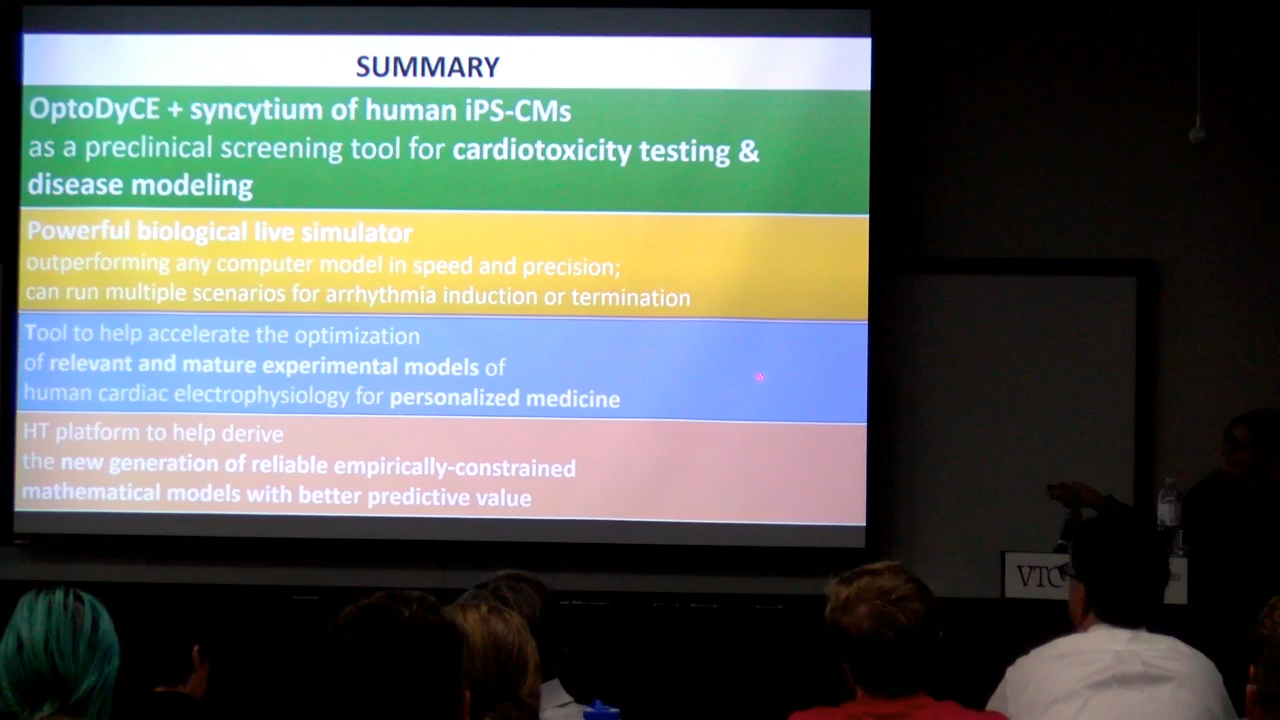 SUMMARY
OptoDyCE + syncytium of human iPS-CMs
as a preclinical screening tool for cardiotoxicity testing &
disease modeling
Powerful biological live simulator
outperforming any computer model in speed and precision;
can run multiple scenarios for arrhythmia induction or termination
Tool to help accelerate the optimization
of relevant and mature experimental models of
human cardiac electrophysiology for personalized medicine
HT platform to help derive
the new generation of reliable empirically-constrained
mathematical models with better predictive value
VTC